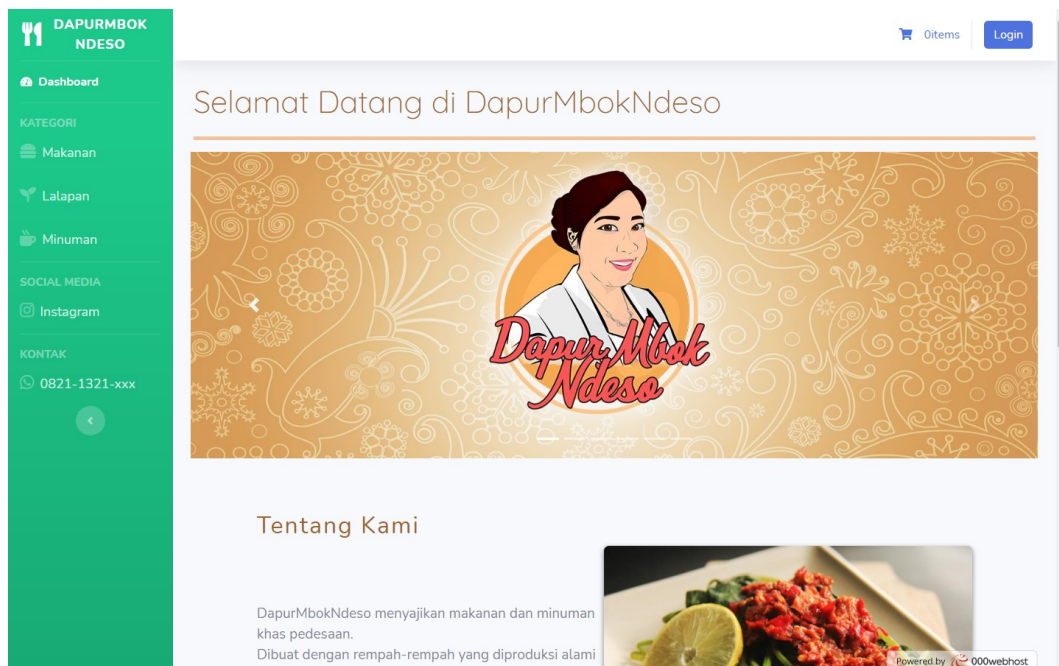 DAPURMBOK
NDESO
Dashboard
KATEGORI
Makanan
Lalapan
Minuman
SOCIAL MEDIA
Instagram
KONTAK
0821-1321-xxx
0items
Login
Selamat Datang di DapurMbokNdeso
Dapur Mbok
Ndeso
Tentang Kami
DapurMbokNdeso menyajikan makanan dan minuman
khas pedesaan.
Dibuat dengan rempah-rempah yang diproduksi alami
Powered by 000webhost